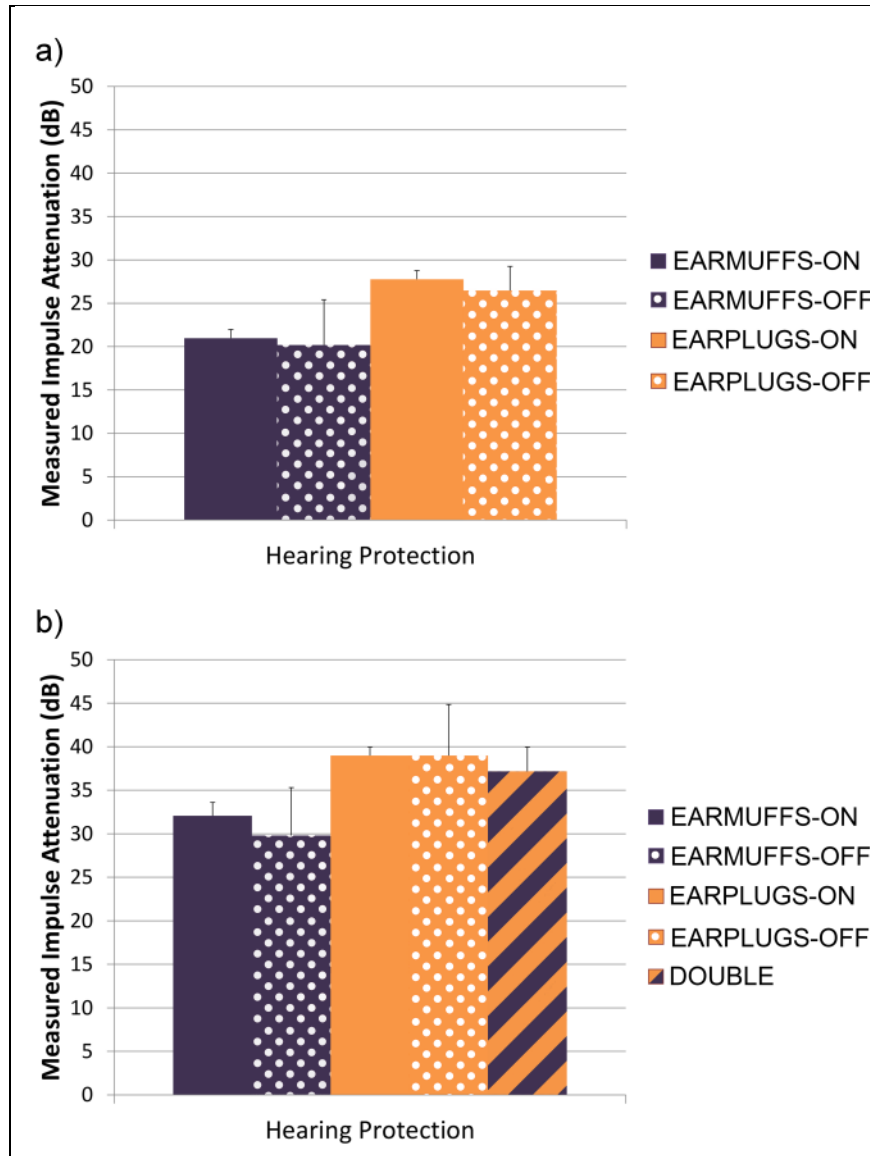 a)
Measured Impulse Attenuation (dB)
50
45
40
35
30
25
20
15
10
5
0
Hearing Protection
EARMUFFS-ON
EARMUFFS-OFF
EARPLUGS-ON
EARPLUGS-OFF
b)
Measured Impulse Attenuation (dB)
50
45
40
35
30
25
20
15
10
5
0
Hearing Protection
EARMUFFS-ON
EARMUFFS-OFF
EARPLUGS-ON
EARPLUGS-OFF
DOUBLE